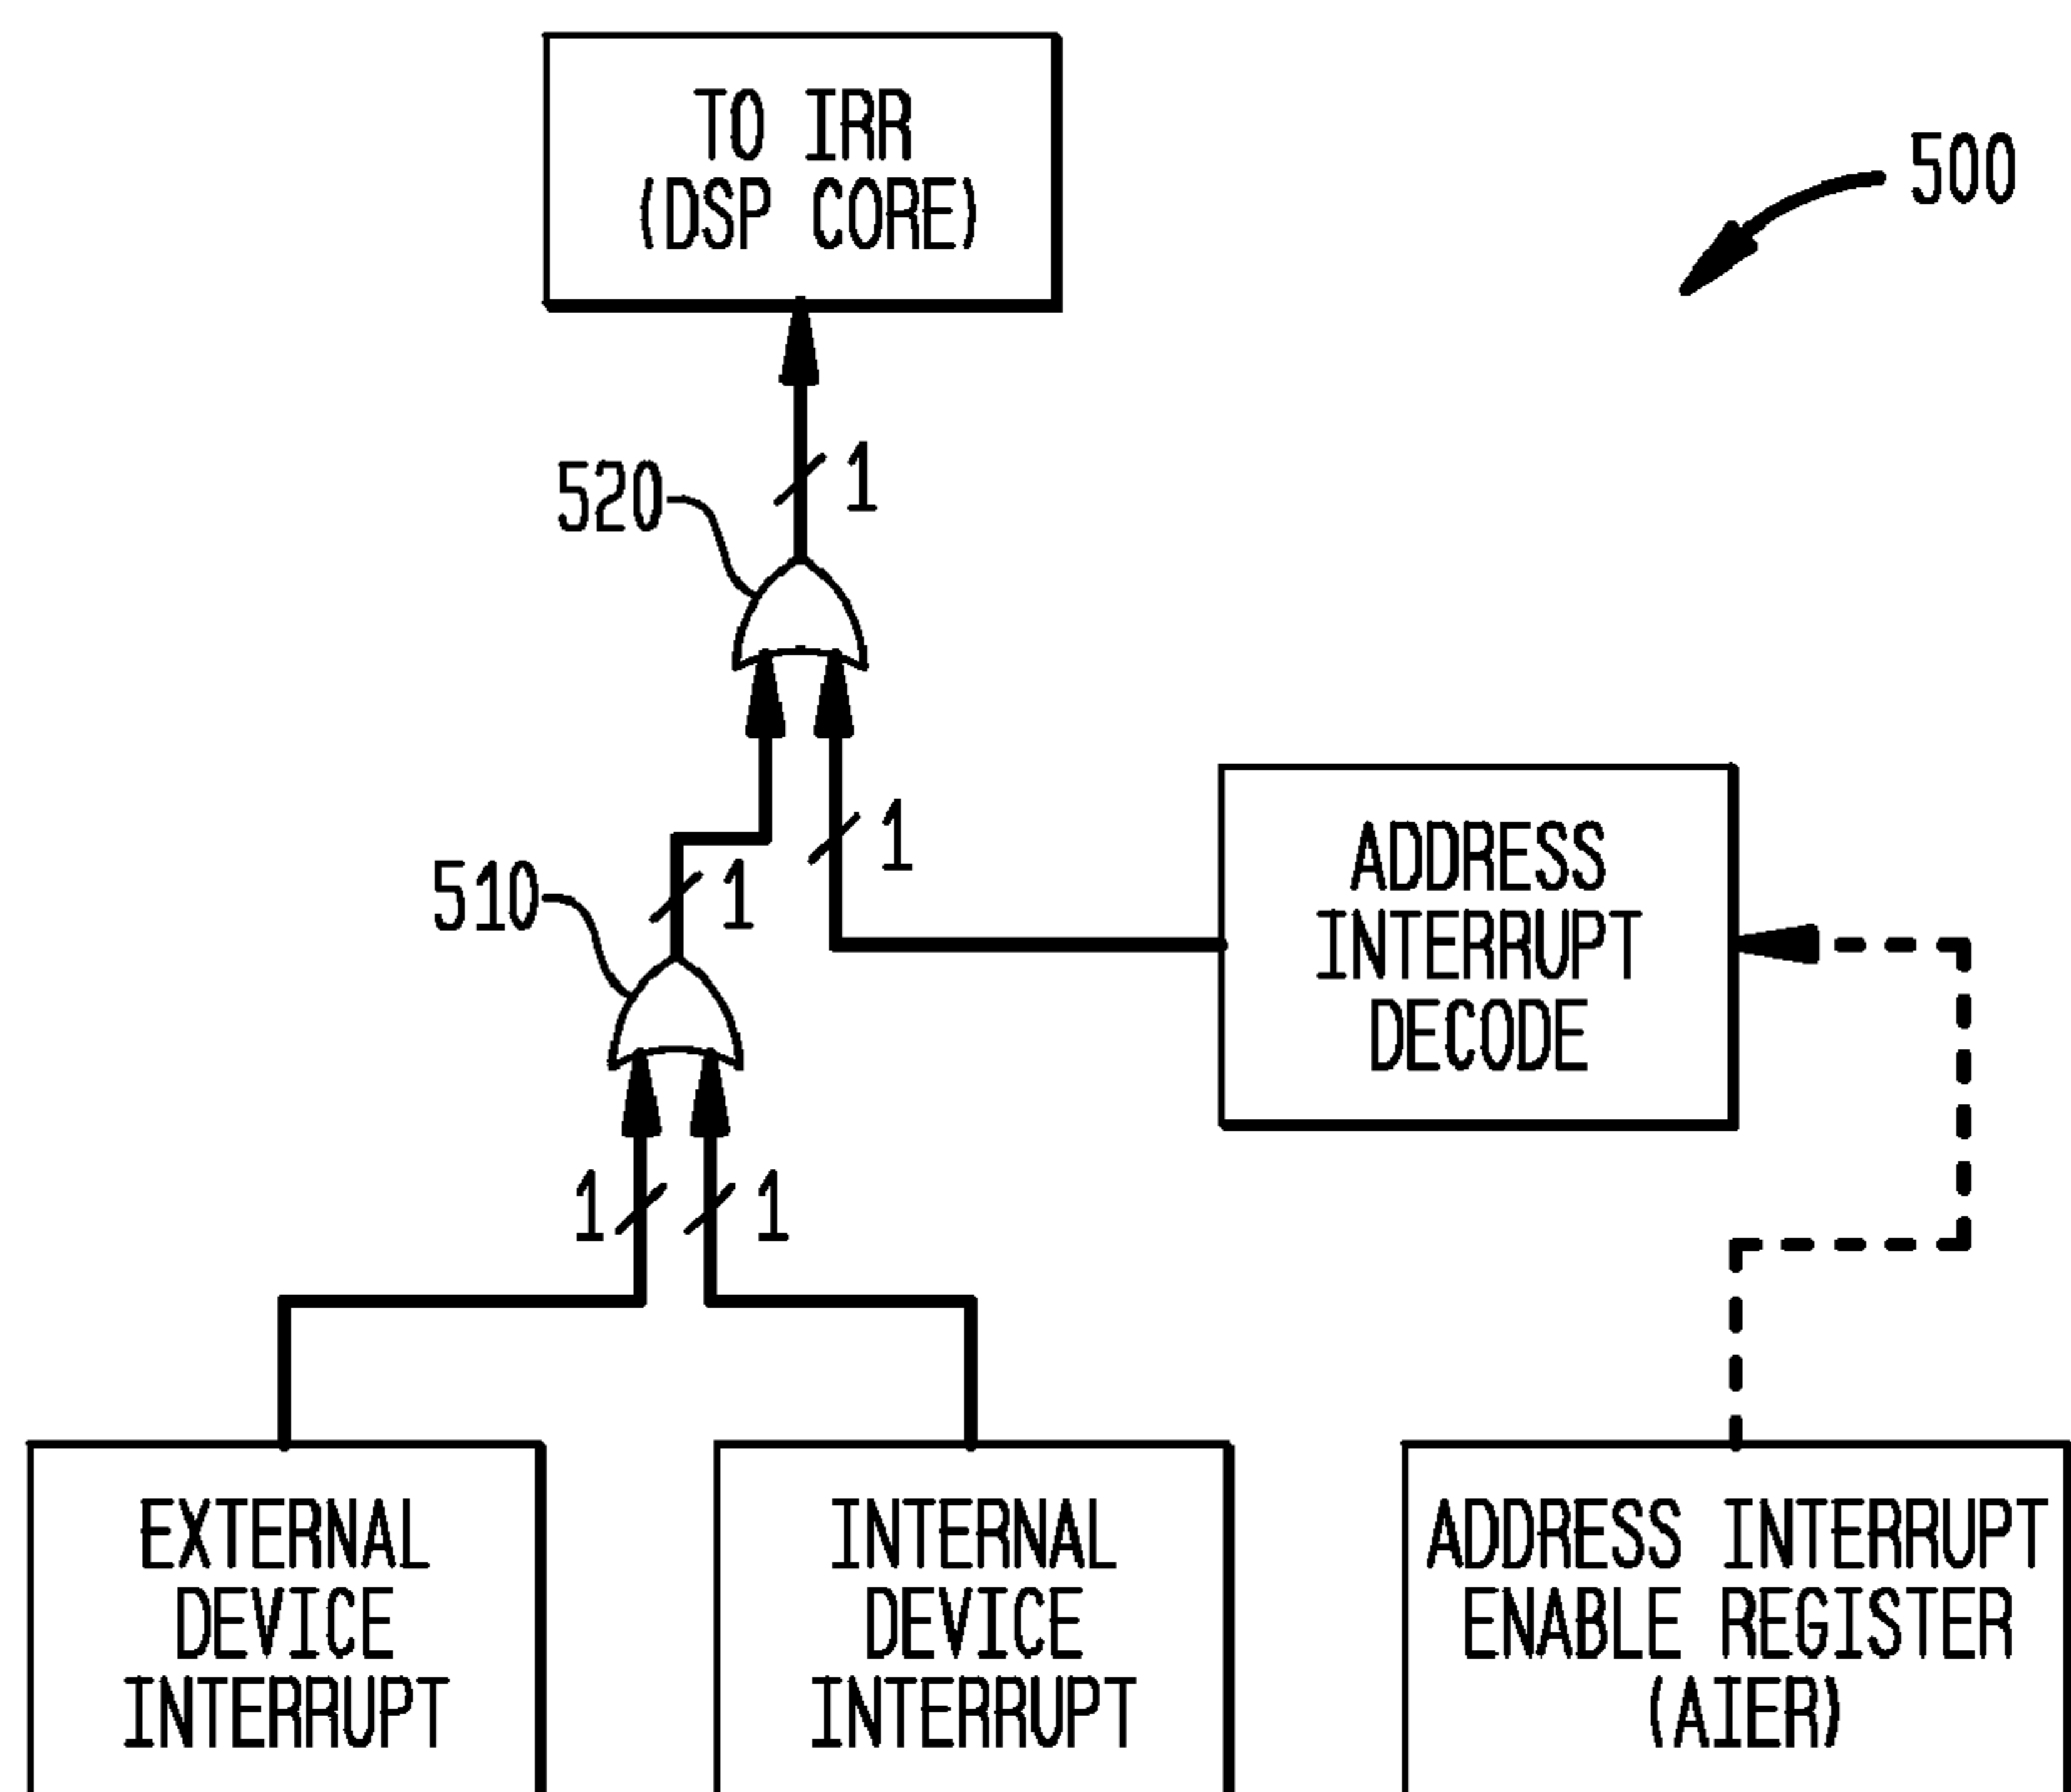 TO IRR
(DSP CORE)
500
520
1
1
510
1
ADDRESS
INTERRUPT
DECODE
1
1
EXTERNAL
DEVICE
INTERRUPT
INTERNAL
DEVICE
INTERRUPT
ADDRESS INTERRUPT
ENABLE REGISTER
(AIER)